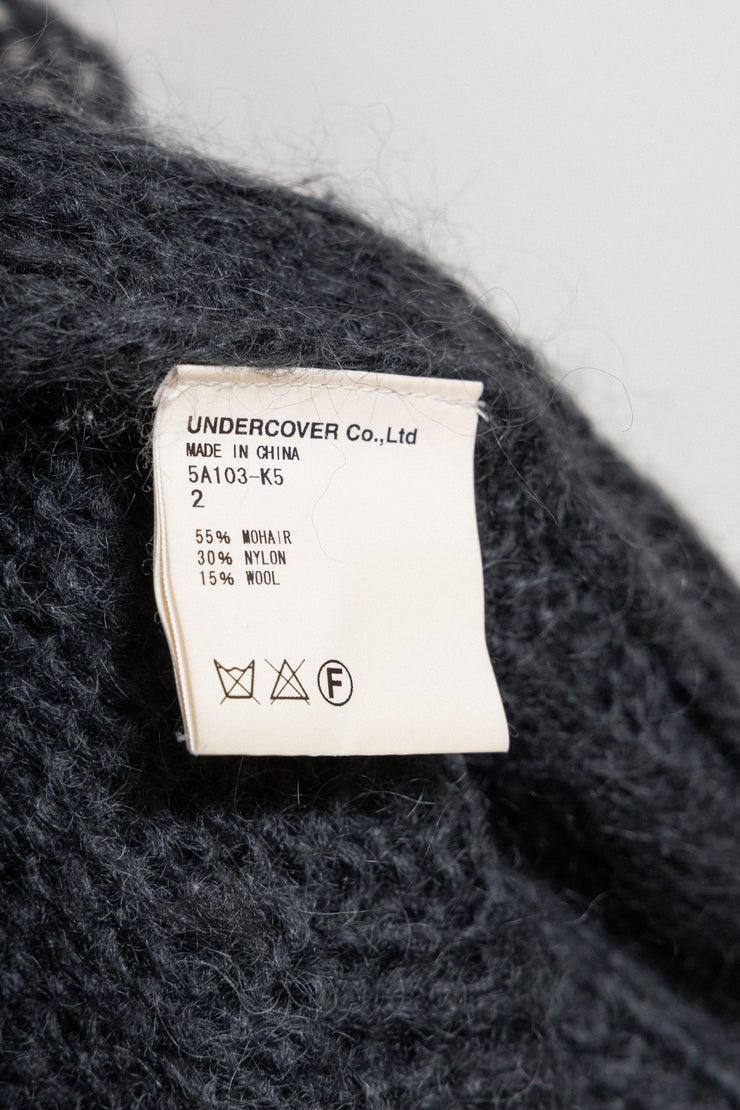 UNDERCOVER Co.,Ltd
MADE IN CHINA
5A103-K5
2
55% MOHAIR
30% NYLON
15% WOOL
F